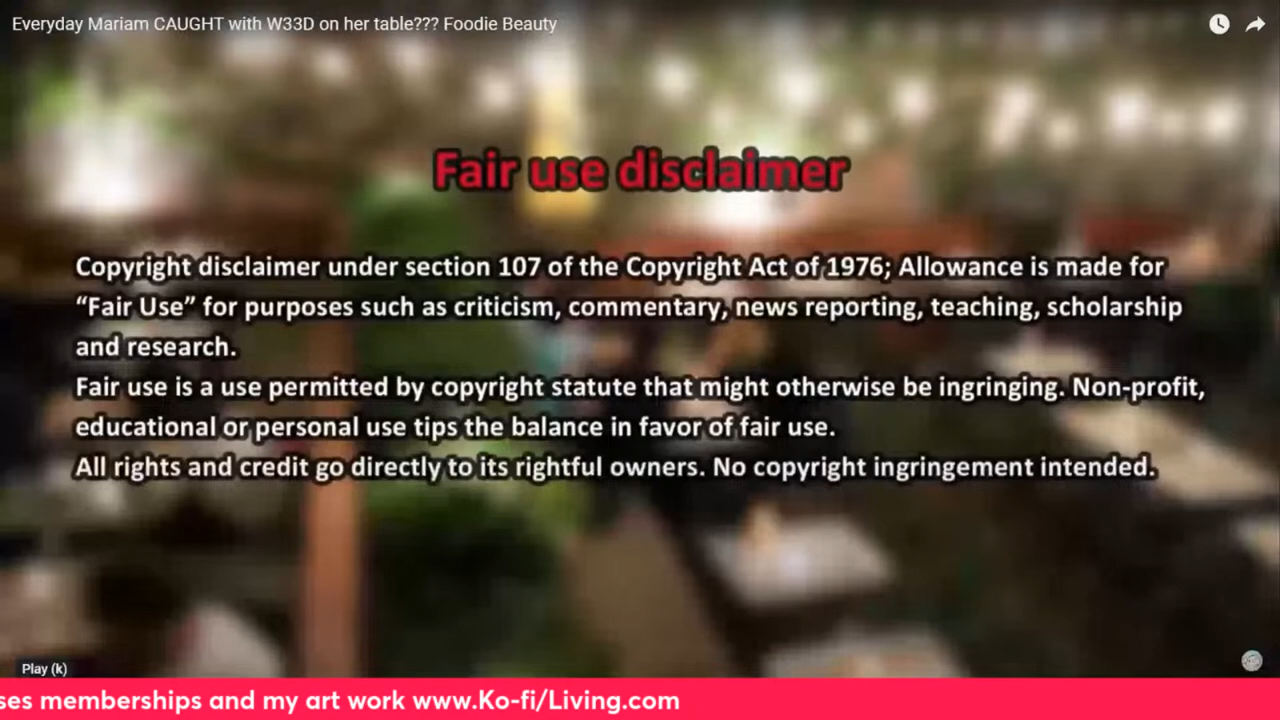 Everyday Mariam CAUGHT with W33D on her table??? Foodie Beauty
Fair use disclaimer
Copyright disclaimer under section 107 of the Copyright Act of 1976; Allowance is made for
“Fair Use” for purposes such as criticism, commentary, news reporting, teaching, scholarship
and research.
Fair use is a use permitted by copyright statute that might otherwise be ingringing. Non-profit,
educational or personal use tips the balance in favor of fair use.
All rights and credit go directly to its rightful owners. No copyright ingringement intended.
Play (k)
ses memberships and my art work www.Ko-fi/Living.com